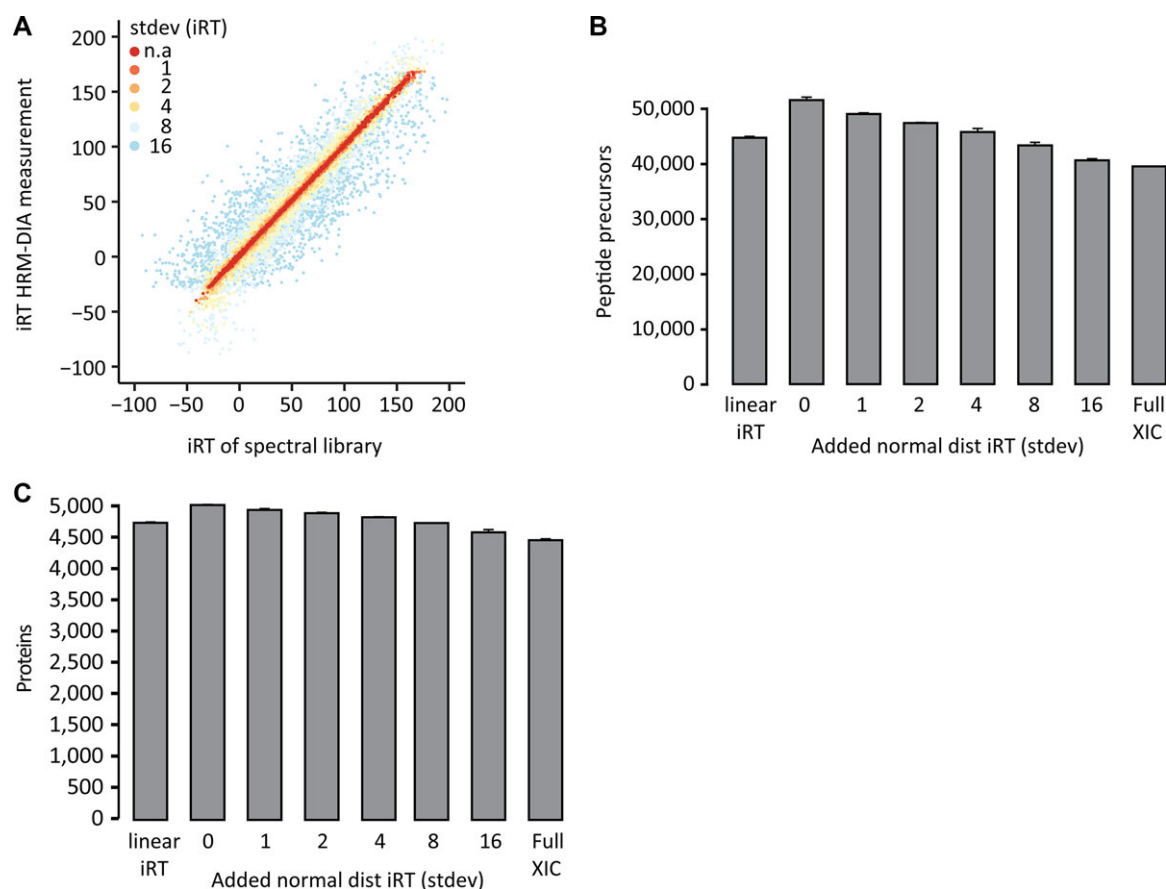 A
stdev (iRT)
n.a
1
2
4
8
16
200
150
100
50
0
−50
−100
iRT HRM-DIA measurement
−100 −50 0 50 100 150 200
iRT of spectral library
B
50,000
40,000
30,000
20,000
10,000
0
Peptide precursors
linear 0 1 2 4 8 16 Full
iRT XIC
Added normal dist iRT (stdev)
C
5,000
4,500
4,000
3,500
3,000
2,500
2,000
1,500
1,000
500
0
Proteins
linear 0 1 2 4 8 16 Full
iRT XIC
Added normal dist iRT (stdev)